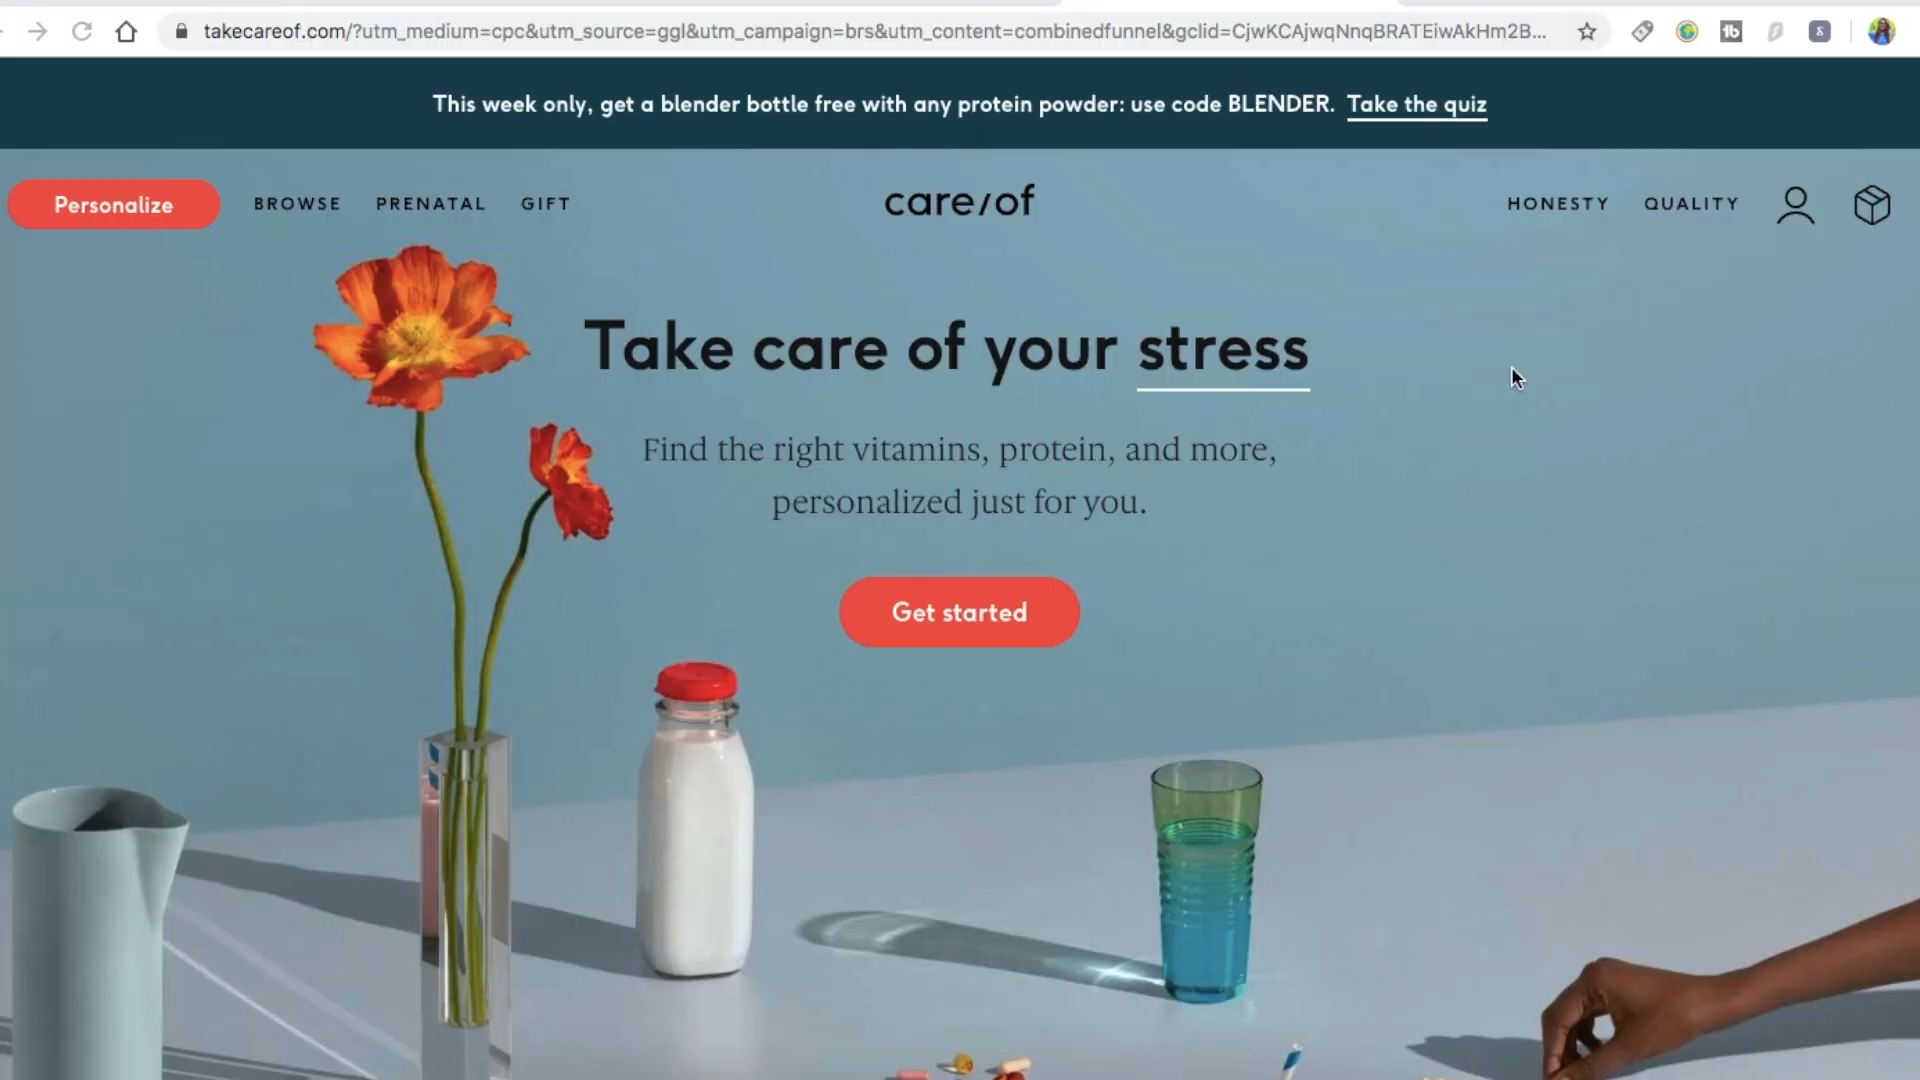 takecareof.com/?utm_medium=cpc&utm_source=ggl&utm_campaign=brs&utm_content=combinedfunnel&gclid=CjwKCAjwqNnqBRATEiwAkHm2B...
This week only, get a blender bottle free with any protein powder: use code BLENDER. Take the quiz
Personalize BROWSE PRENATAL GIFT care/of HONESTY QUALITY
Take care of your stress
Find the right vitamins, protein, and more,
personalized just for you.
Get started